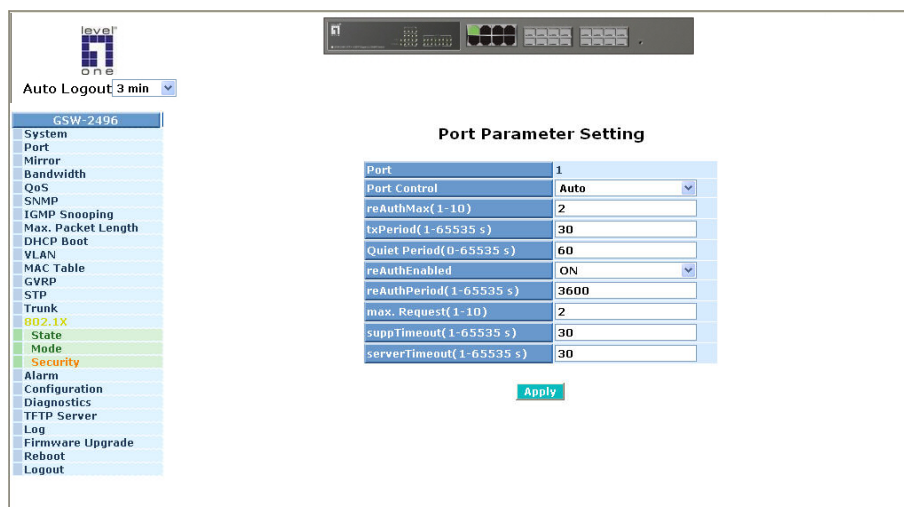 level
one
Auto Logout 3 min
GSW-2496
System
Port
Mirror
Bandwidth
QoS
SNMP
IGMP Snooping
Max. Packet Length
DHCP Boot
VLAN
MAC Table
GVRP
STP
Trunk
802.1X
State
Mode
Security
Alarm
Configuration
Diagnostics
TFTP Server
Log
Firmware Upgrade
Reboot
Logout
Port Parameter Setting
Port 1
Port Control Auto
reAuthMax(1-10) 2
txPeriod(1-65535 s) 30
Quiet Period(0-65535 s) 60
reAuthEnabled ON
reAuthPeriod(1-65535 s) 3600
max. Request(1-10) 2
suppTimeout(1-65535 s) 30
serverTimeout(1-65535 s) 30
Apply